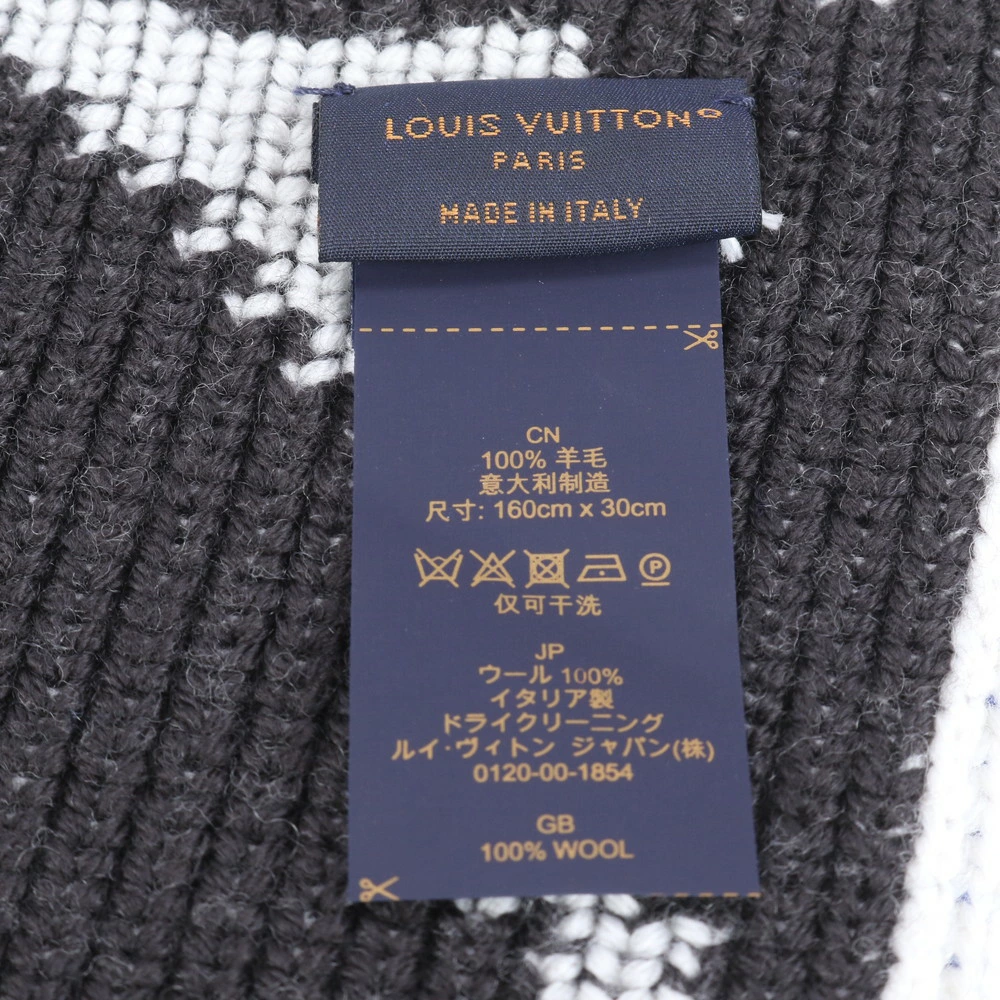 LOUIS VUITTON®
PARIS
MADE IN ITALY
CN
100% 羊毛
意大利制造
尺寸: 160cm x 30cm
P
仅可干洗
JP
ウール 100%
イタリア製
ドライクリーニング
ルイ·ヴィトン ジャパン(株)
0120-00-1854
GB
100% WOOL